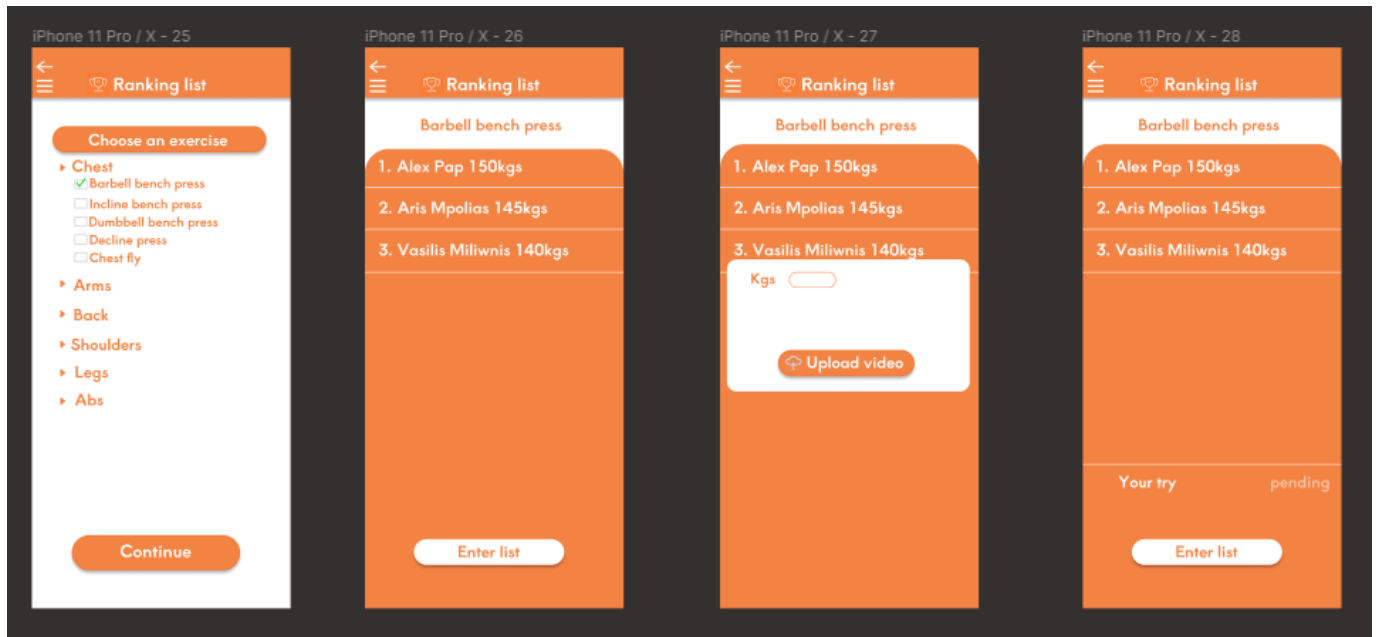 iPhone 11 Pro / X - 25
Ranking list
Choose an exercise
Chest
Barbell bench press
Incline bench press
Dumbbell bench press
Decline press
Chest fly
Arms
Back
Shoulders
Legs
Abs
Continue
iPhone 11 Pro / X - 26
Ranking list
Barbell bench press
1. Alex Pap 150kgs
2. Aris Mpolias 145kgs
3. Vasilis Miliwnis 140kgs
Enter list
iPhone 11 Pro / X - 27
Ranking list
Barbell bench press
1. Alex Pap 150kgs
2. Aris Mpolias 145kgs
3. Vasilis Miliwnis 140kgs
Kgs
Upload video
iPhone 11 Pro / X - 28
Ranking list
Barbell bench press
1. Alex Pap 150kgs
2. Aris Mpolias 145kgs
3. Vasilis Miliwnis 140kgs
Your try pending
Enter list